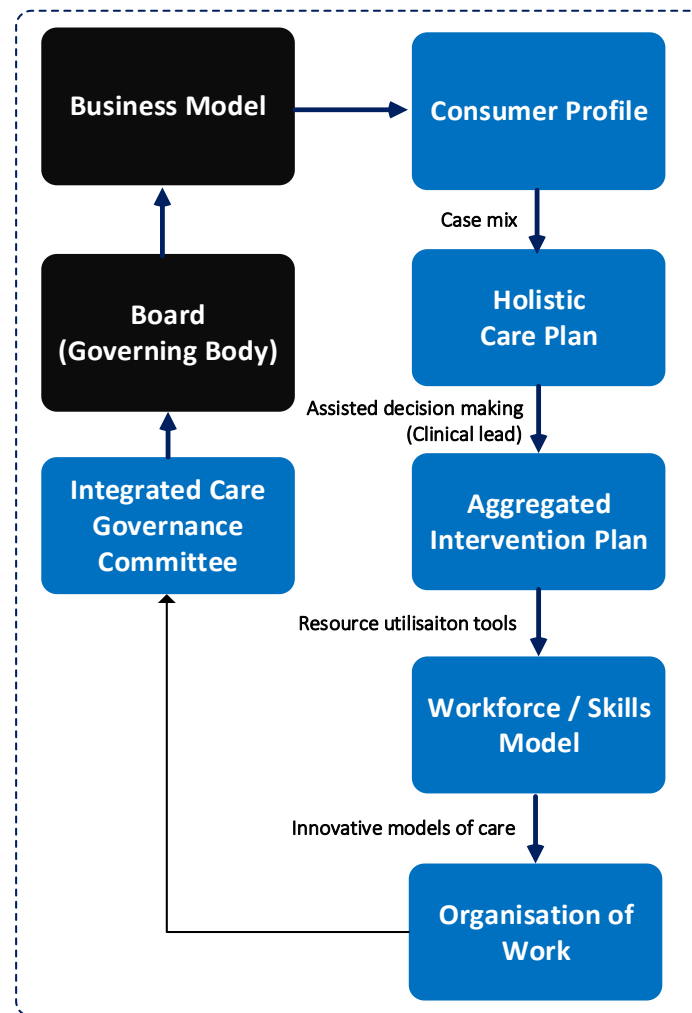 Business Model
Consumer Profile
Case mix
Holistic
Care Plan
Board
(Governing Body)
Assisted decision making
(Clinical lead)
Integrated Care
Governance
Committee
Aggregated
Intervention Plan
Resource utilisaiton tools
Workforce / Skills
Model
Innovative models of care
Organisation of
Work